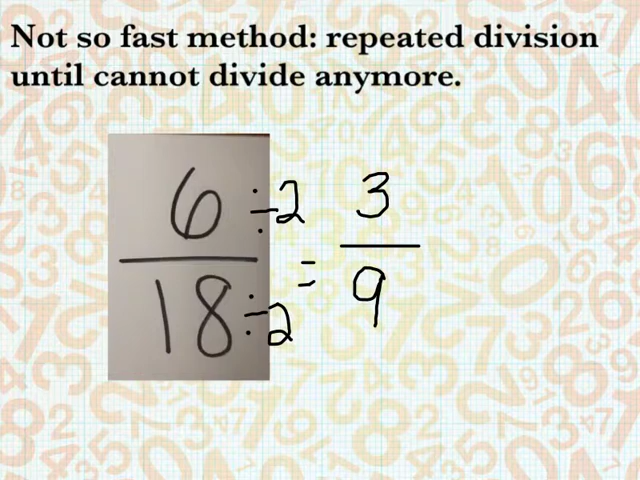 Not so fast method: repeated division
until cannot divide anymore.
6 ÷2 3
=
18 ÷2 9